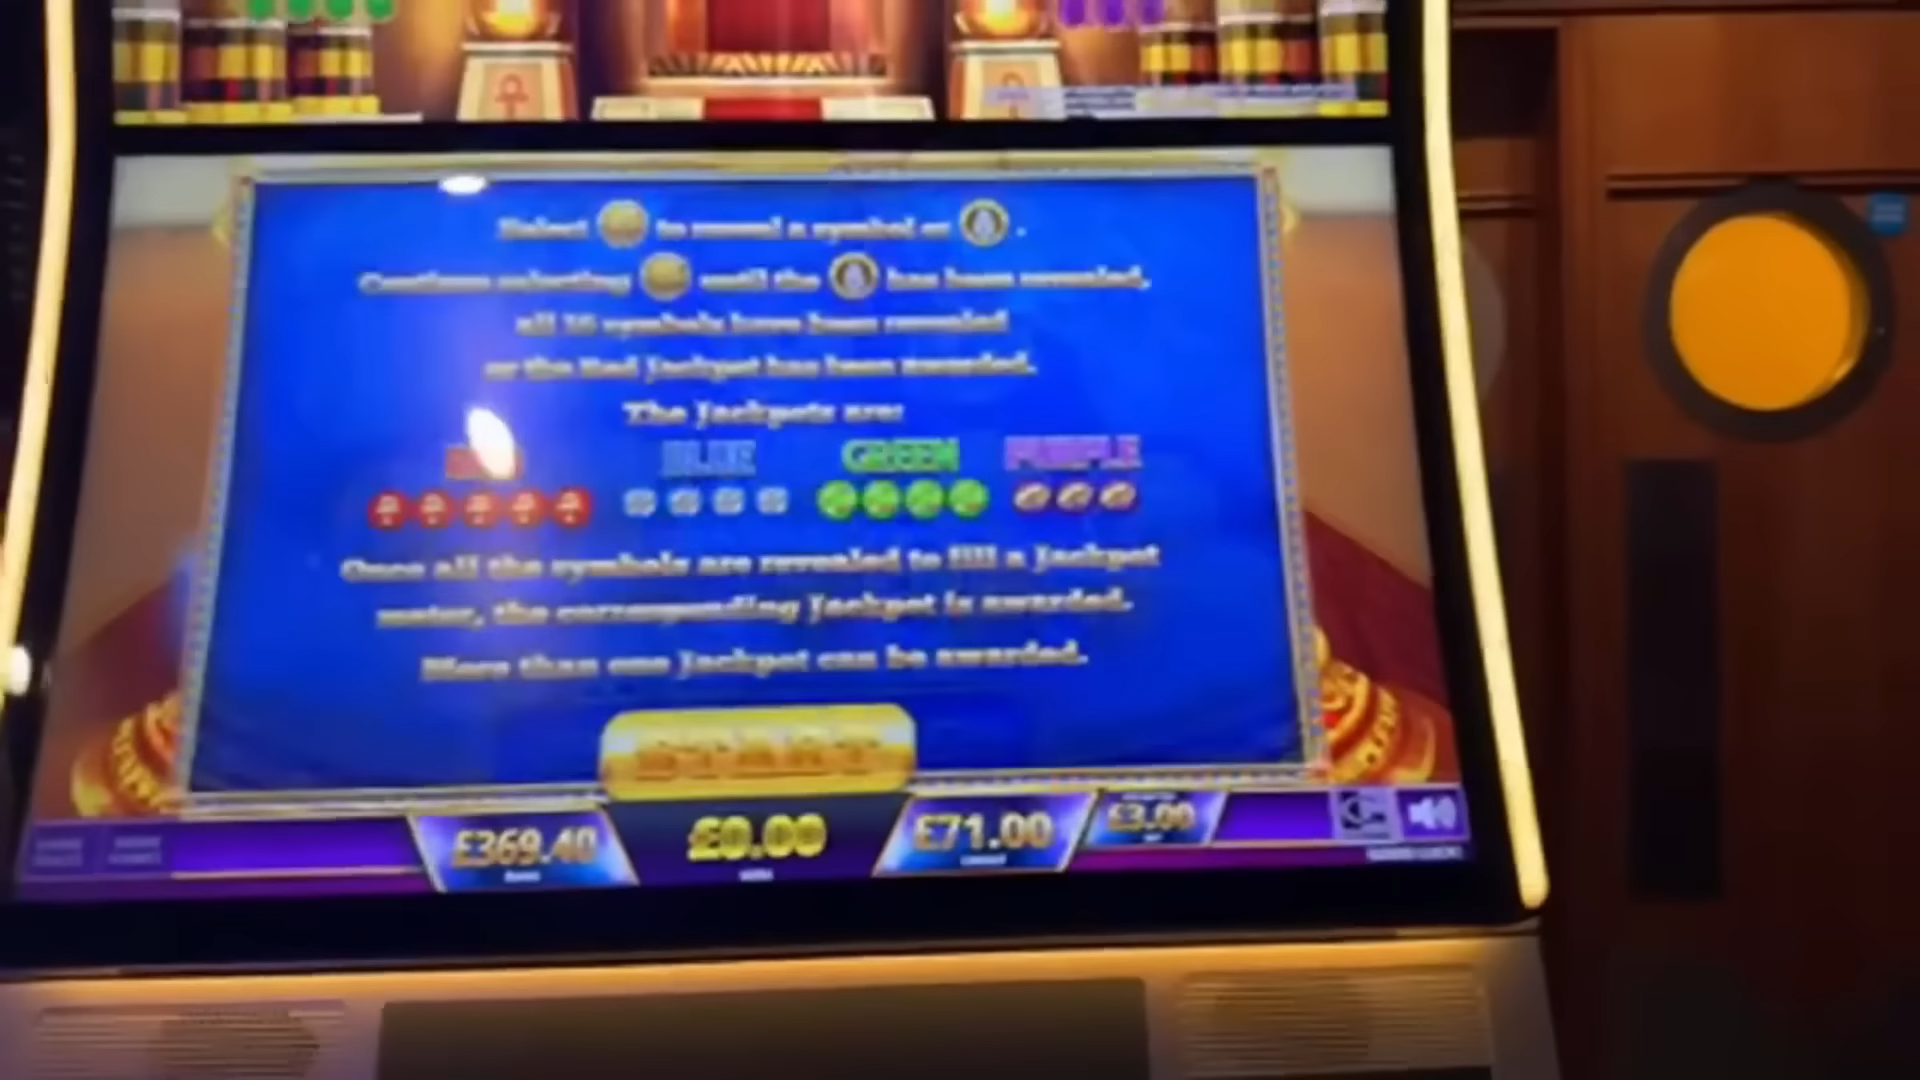 Select to reveal a symbol or .
Continue selecting until the has been revealed,
all 16 symbols have been revealed
or the Red Jackpot has been awarded.
The Jackpots are:
RED BLUE GREEN PURPLE
Once all the symbols are revealed to fill a Jackpot
meter, the corresponding Jackpot is awarded.
More than one Jackpot can be awarded.
START
£369.40 £0.00 £71.00 £3.00